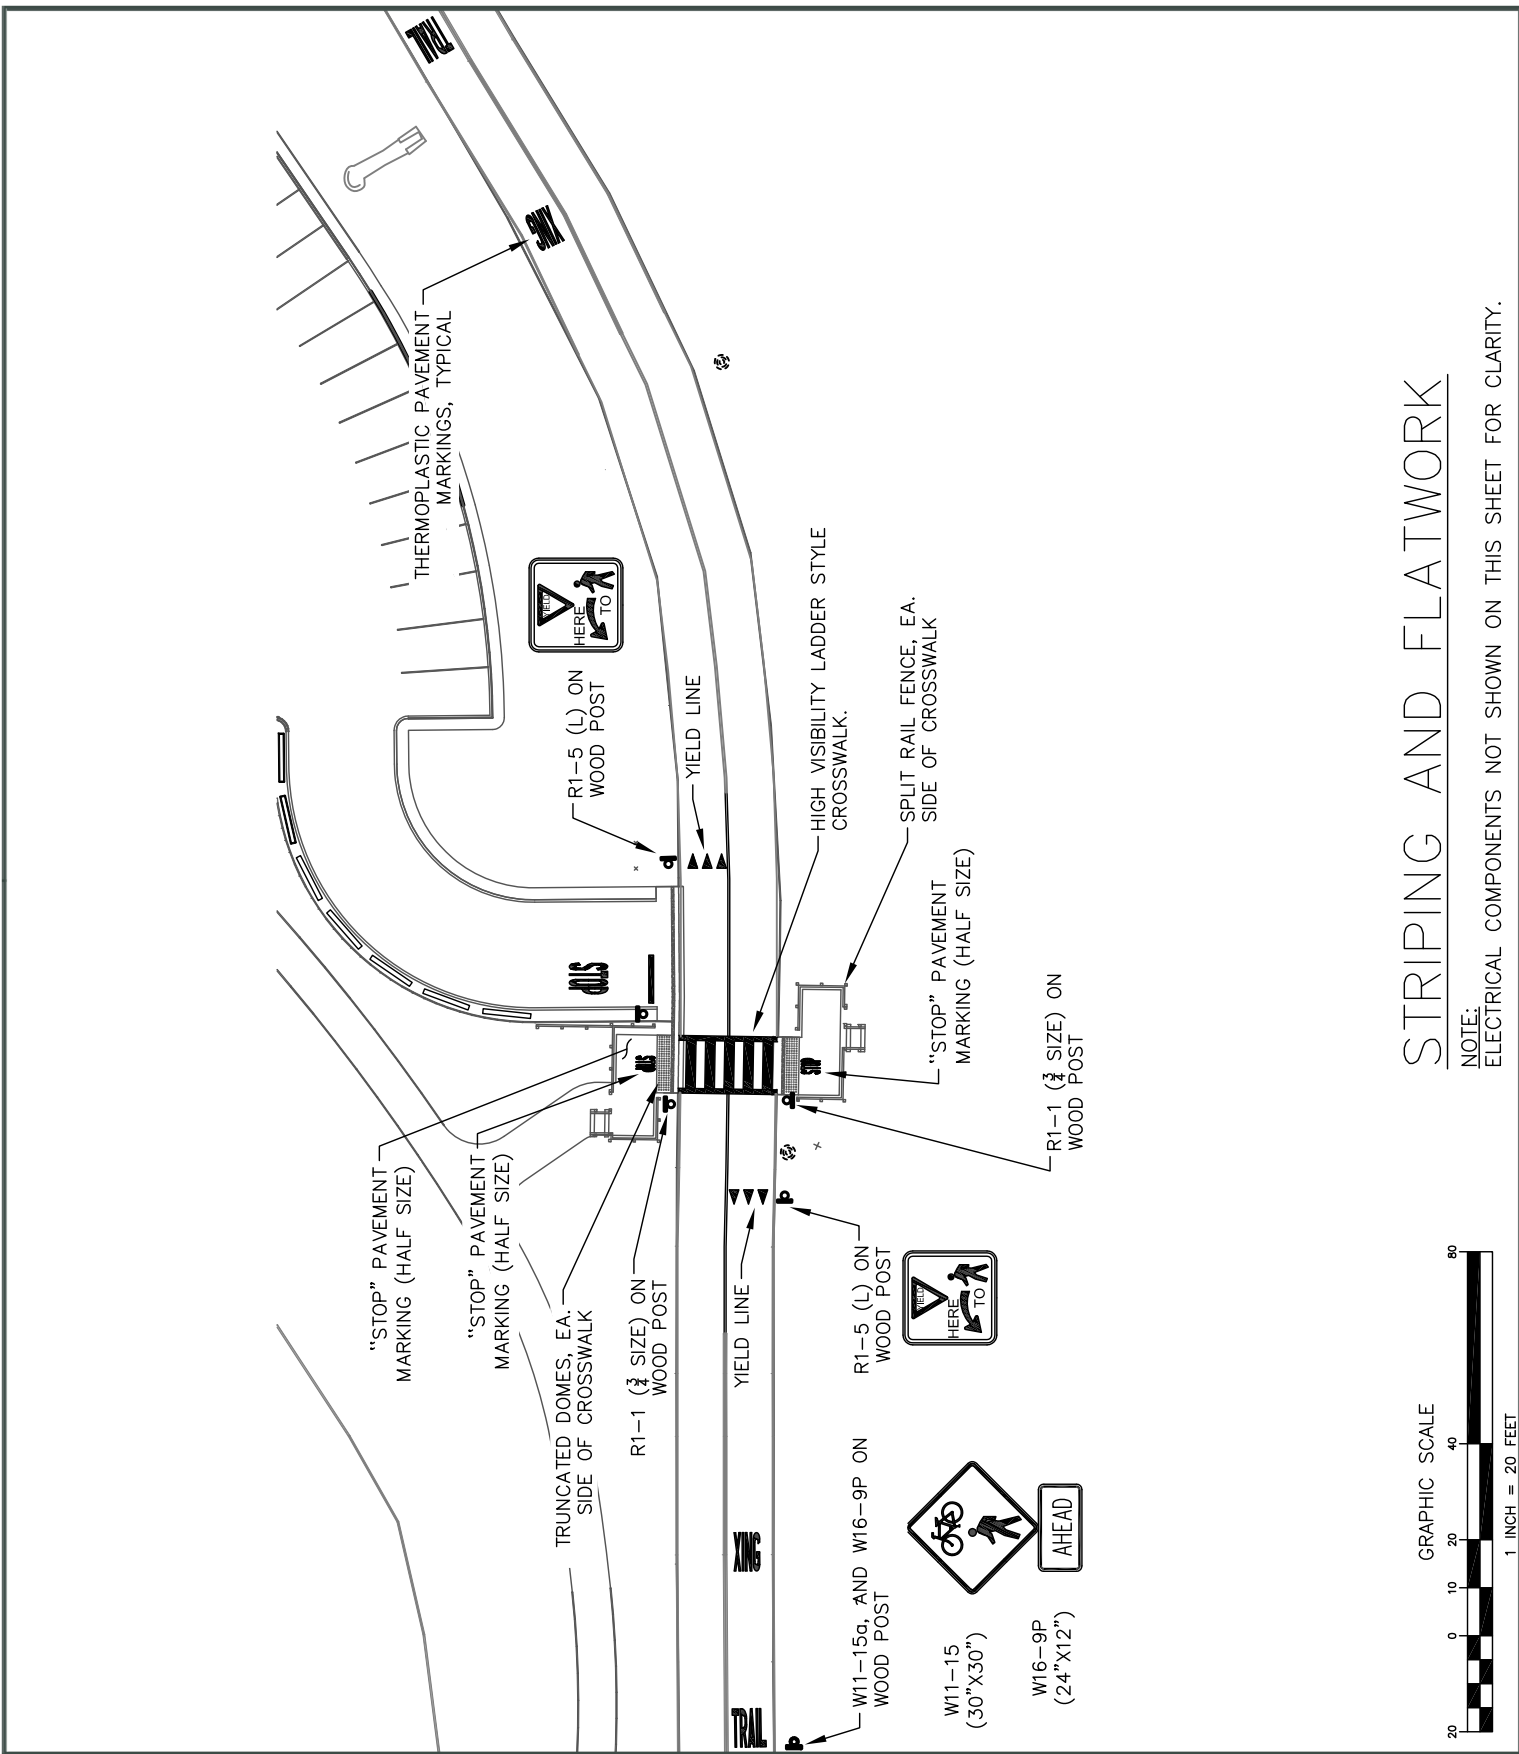 TRAIL
XING
THERMOPLASTIC PAVEMENT
MARKINGS, TYPICAL
YIELD
HERE
TO
R1-5 (L) ON
WOOD POST
YIELD LINE
HIGH VISIBILITY LADDER STYLE
CROSSWALK.
SPLIT RAIL FENCE, EA.
SIDE OF CROSSWALK
"STOP" PAVEMENT
MARKING (HALF SIZE)
R1-1 (3/4 SIZE) ON
WOOD POST
STOP
STOP
STOP
"STOP" PAVEMENT
MARKING (HALF SIZE)
"STOP" PAVEMENT
MARKING (HALF SIZE)
TRUNCATED DOMES, EA.
SIDE OF CROSSWALK
R1-1 (3/4 SIZE) ON
WOOD POST
YIELD LINE
R1-5 (L) ON
WOOD POST
YIELD
HERE
TO
XING
TRAIL
W11-15a, AND W16-9P ON
WOOD POST
AHEAD
W11-15
(30"X30")
W16-9P
(24"X12")
STRIPING AND FLATWORK
NOTE:
ELECTRICAL COMPONENTS NOT SHOWN ON THIS SHEET FOR CLARITY.
GRAPHIC SCALE
20 0 10 20 40 80
1 INCH = 20 FEET